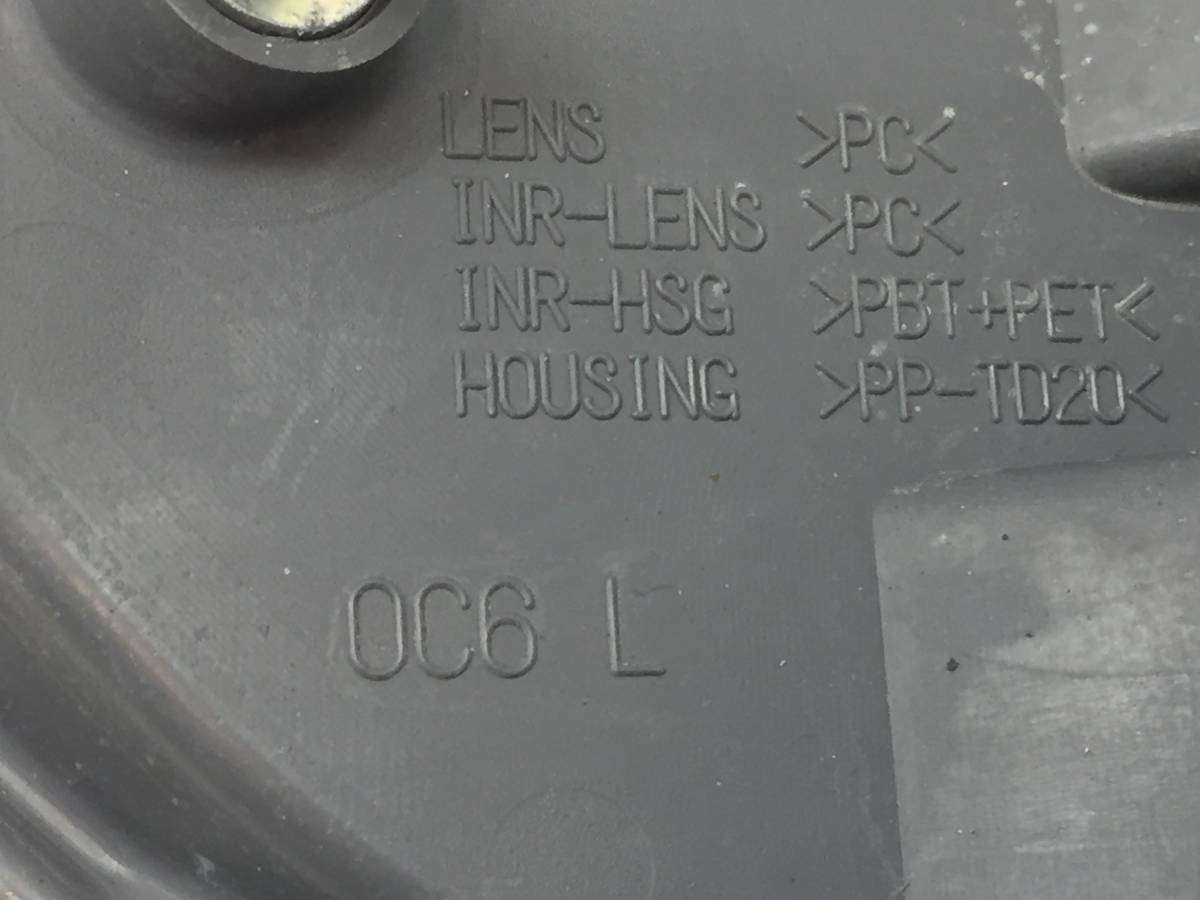 LENS >PC<
INR-LENS >PC<
INR-HSG >PBT+PET<
HOUSING >PP-TD20<
0C6 L